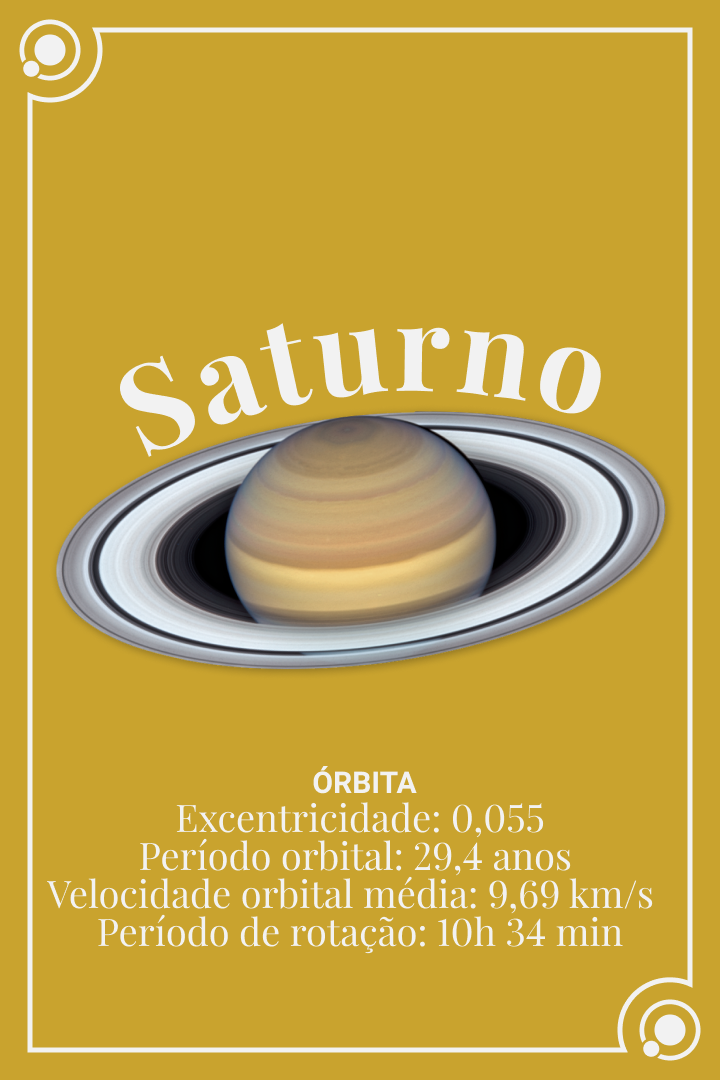 Saturno
ÓRBITA
Excentricidade: 0,055
Período orbital: 29,4 anos
Velocidade orbital média: 9,69 km/s
Período de rotação: 10h 34 min